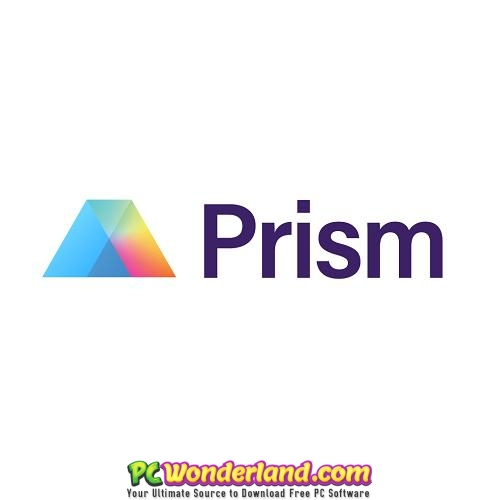 Prism
PCWonderland.com
Your Ultimate Source to Download Free PC Software